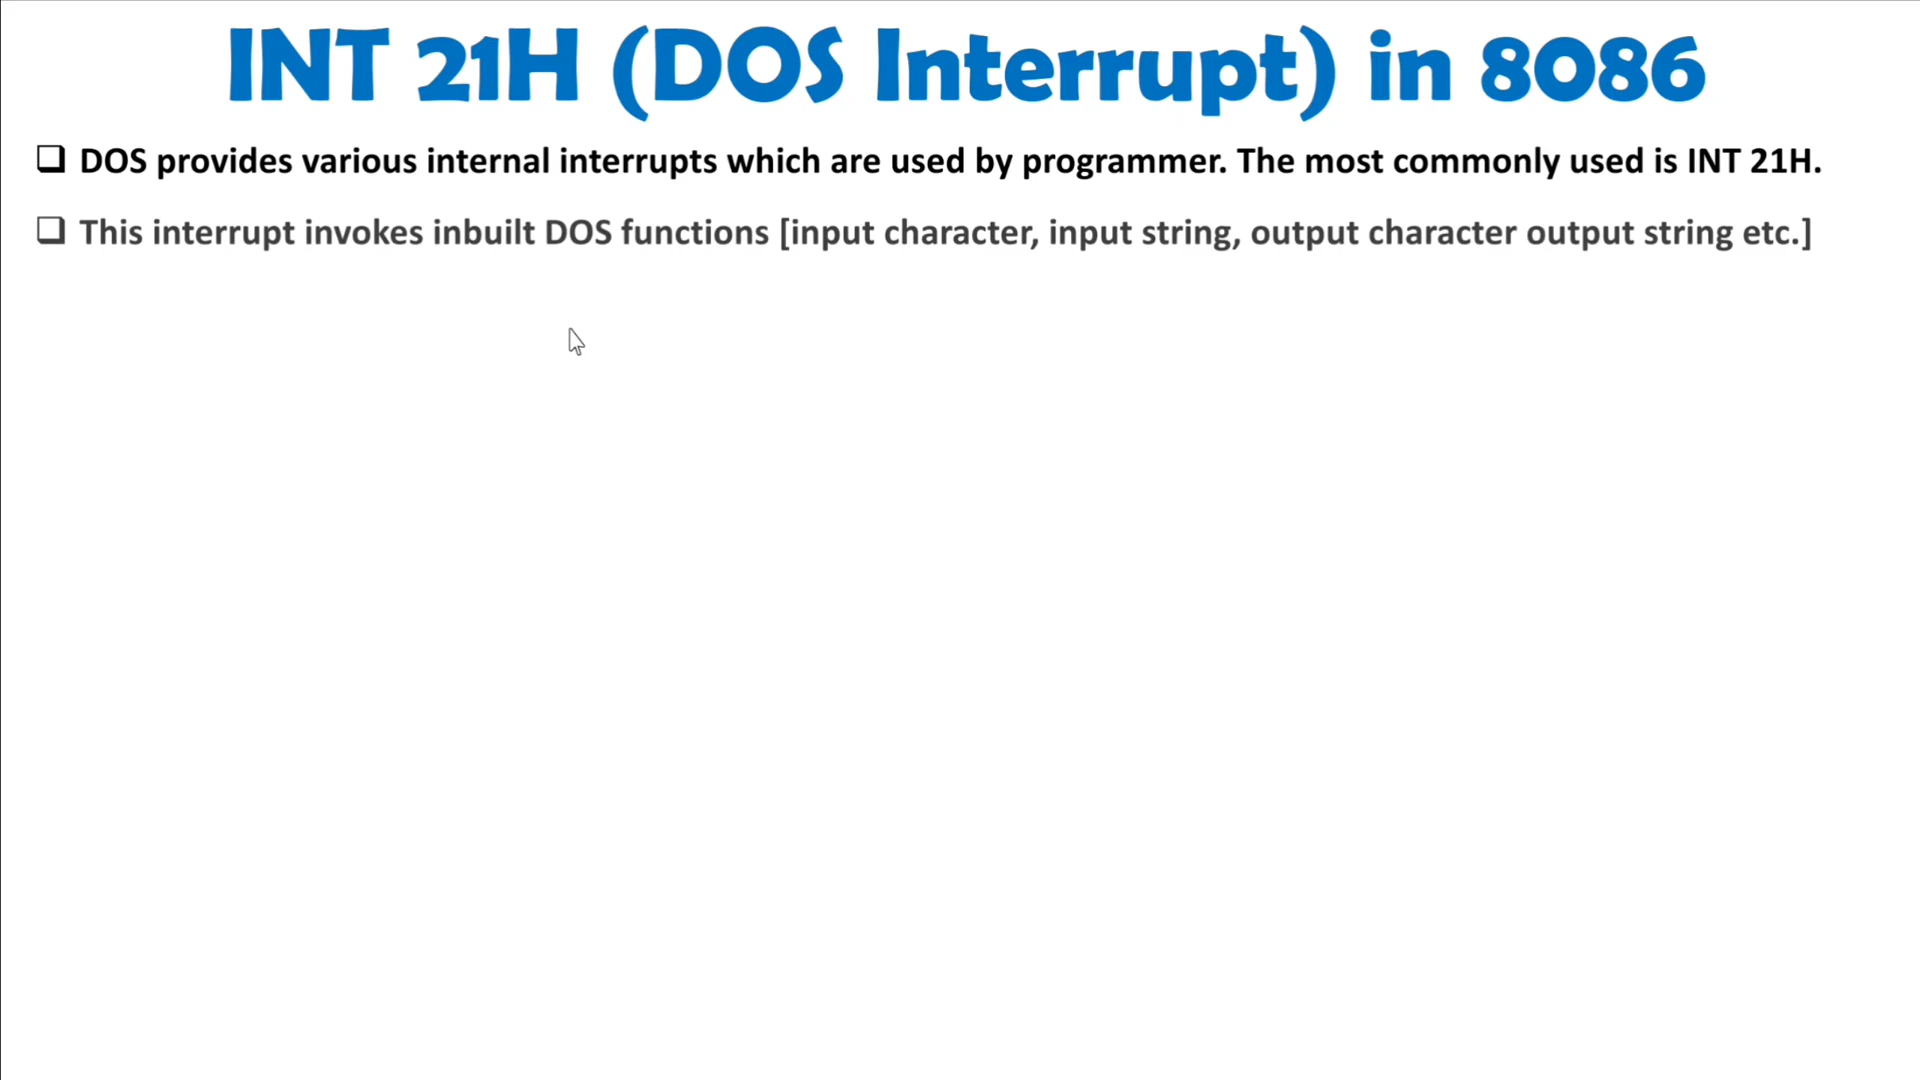 INT 21H (DOS Interrupt) in 8086
❑ DOS provides various internal interrupts which are used by programmer. The most commonly used is INT 21H.
❑ This interrupt invokes inbuilt DOS functions [input character, input string, output character output string etc.]